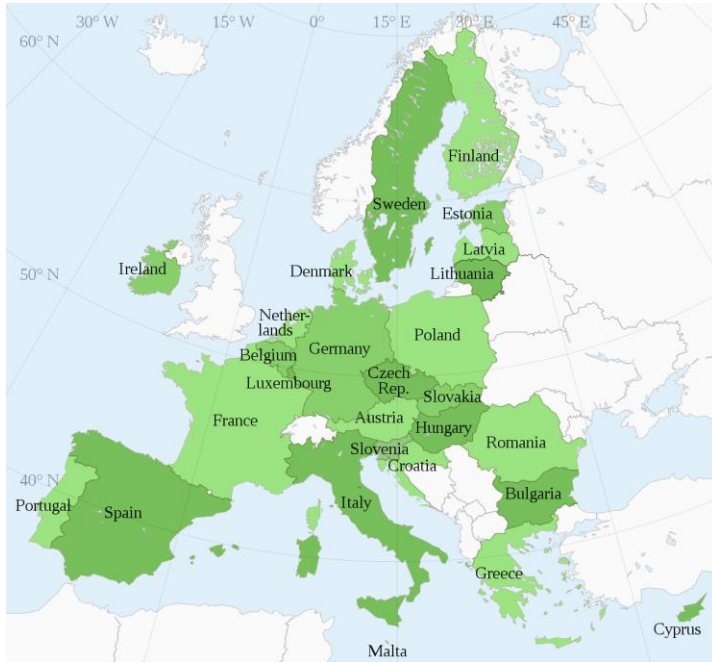 30° W
15° W
0°
15° E
30° E
45° E
60° N
Finland
Sweden
Estonia
Latvia
Lithuania
Ireland
Denmark
50° N
Nether-
lands
Belgium
Germany
Poland
Luxembourg
Czech
Rep.
Slovakia
France
Austria
Hungary
Romania
Slovenia
Croatia
40° N
Portugal
Spain
Italy
Bulgaria
Greece
Cyprus
Malta